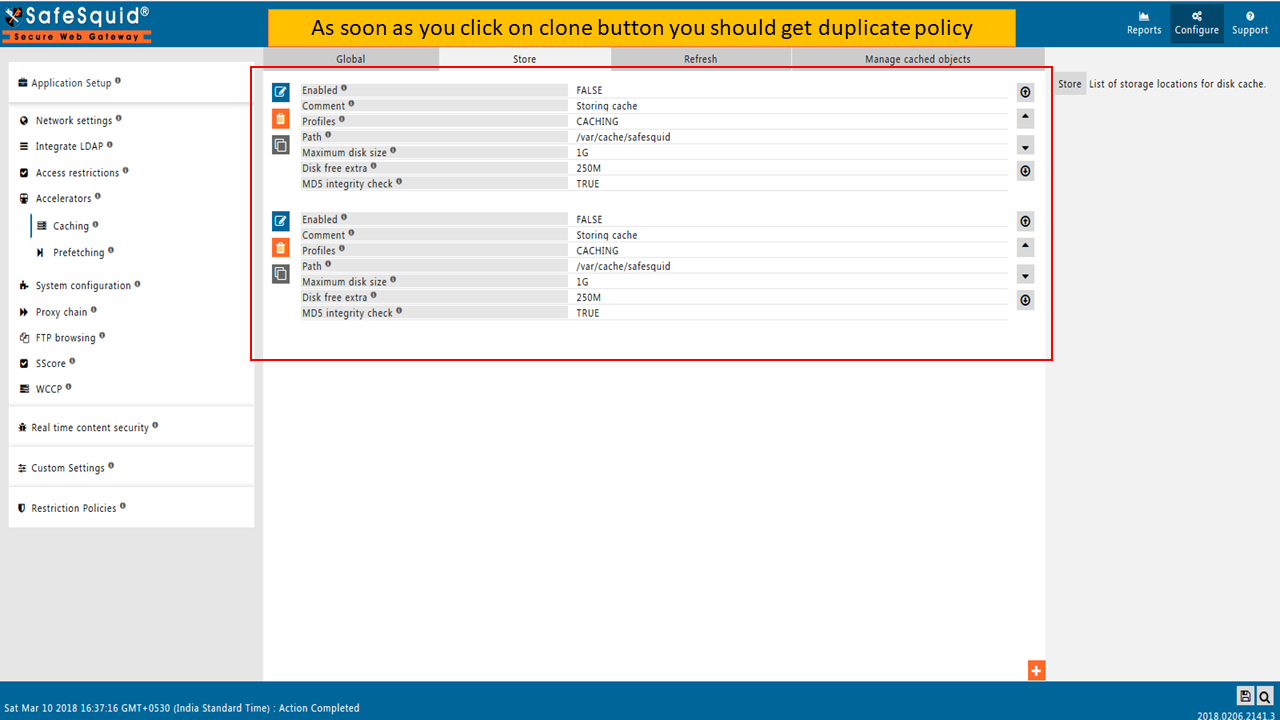 SafeSquid®
Secure Web Gateway
As soon as you click on clone button you should get duplicate policy
Reports
Configure
Support
Application Setup
Network settings
Integrate LDAP
Access restrictions
Accelerators
Caching
Prefetching
System configuration
Proxy chain
FTP browsing
SScore
WCCP
Real time content security
Custom Settings
Restriction Policies
Global
Store
Refresh
Manage cached objects
Enabled FALSE
Comment Storing cache
Profiles CACHING
Path /var/cache/safesquid
Maximum disk size 1G
Disk free extra 250M
MD5 integrity check TRUE
Enabled FALSE
Comment Storing cache
Profiles CACHING
Path /var/cache/safesquid
Maximum disk size 1G
Disk free extra 250M
MD5 integrity check TRUE
Store List of storage locations for disk cache.
Sat Mar 10 2018 16:37:16 GMT+0530 (India Standard Time) : Action Completed
2018.0206.2141.3